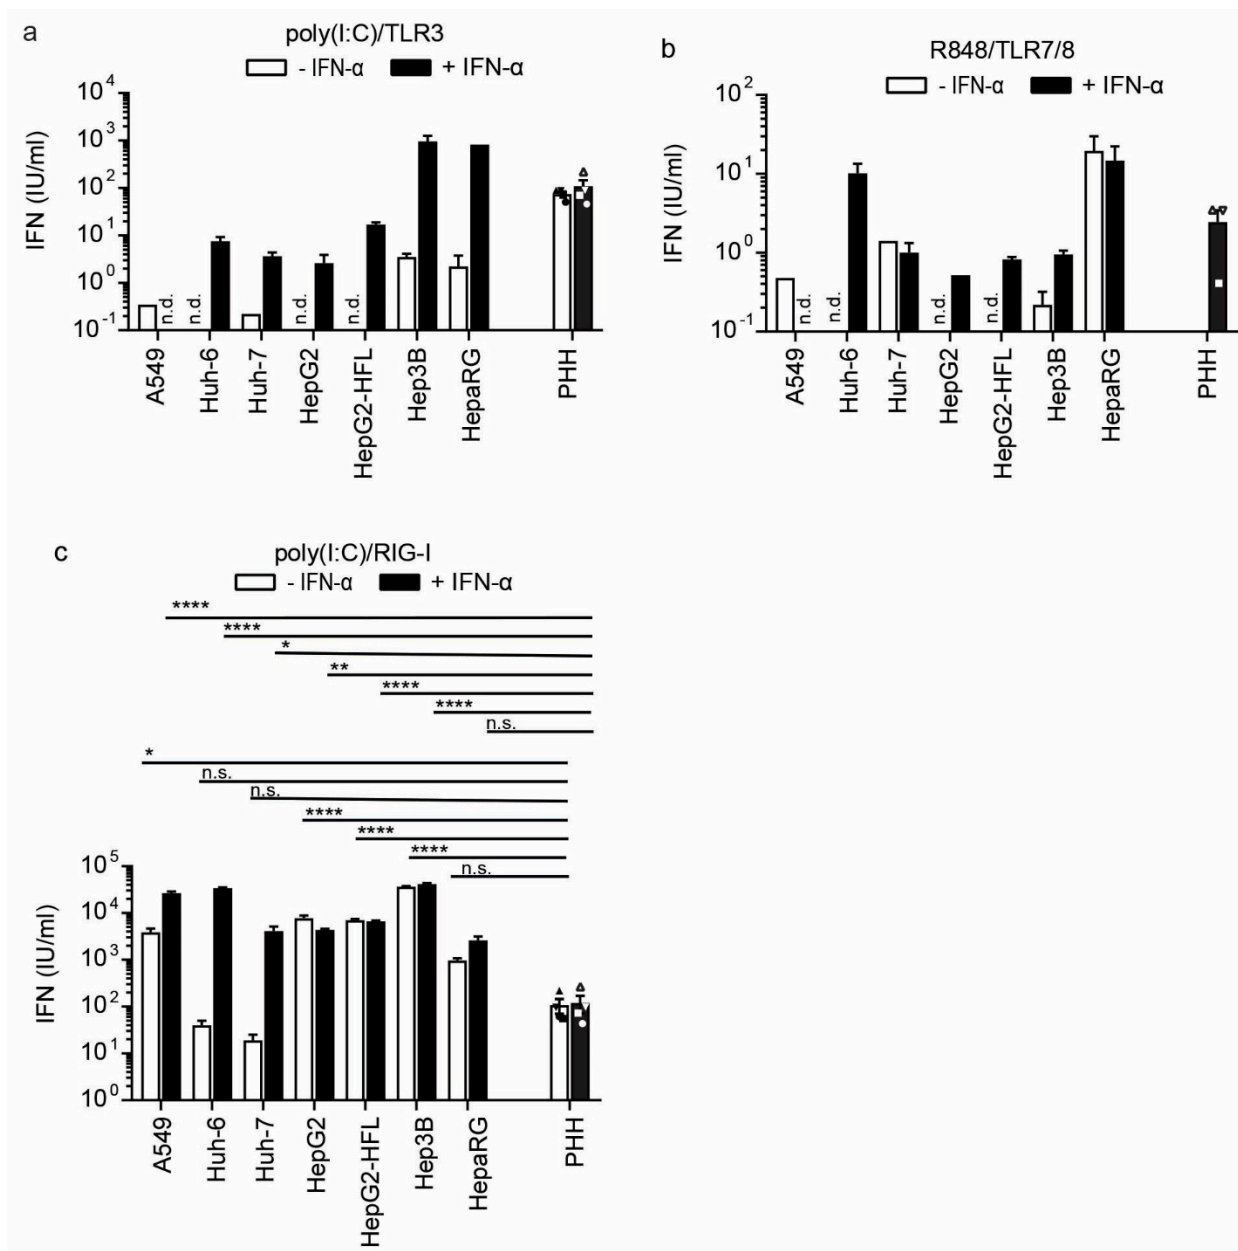 a
poly(I:C)/TLR3
- IFN-α + IFN-α
IFN (IU/ml)
10^4
10^3
10^2
10^1
10^0
10^-1
n.d. n.d. n.d. n.d.
A549 Huh-6 Huh-7 HepG2 HepG2-HFL Hep3B HepaRG PHH
b
R848/TLR7/8
- IFN-α + IFN-α
IFN (IU/ml)
10^2
10^1
10^0
10^-1
n.d. n.d. n.d. n.d.
A549 Huh-6 Huh-7 HepG2 HepG2-HFL Hep3B HepaRG PHH
c
poly(I:C)/RIG-I
- IFN-α + IFN-α
****
****
*
**
****
****
n.s.
*
n.s.
n.s.
****
****
****
n.s.
IFN (IU/ml)
10^5
10^4
10^3
10^2
10^1
10^0
A549 Huh-6 Huh-7 HepG2 HepG2-HFL Hep3B HepaRG PHH